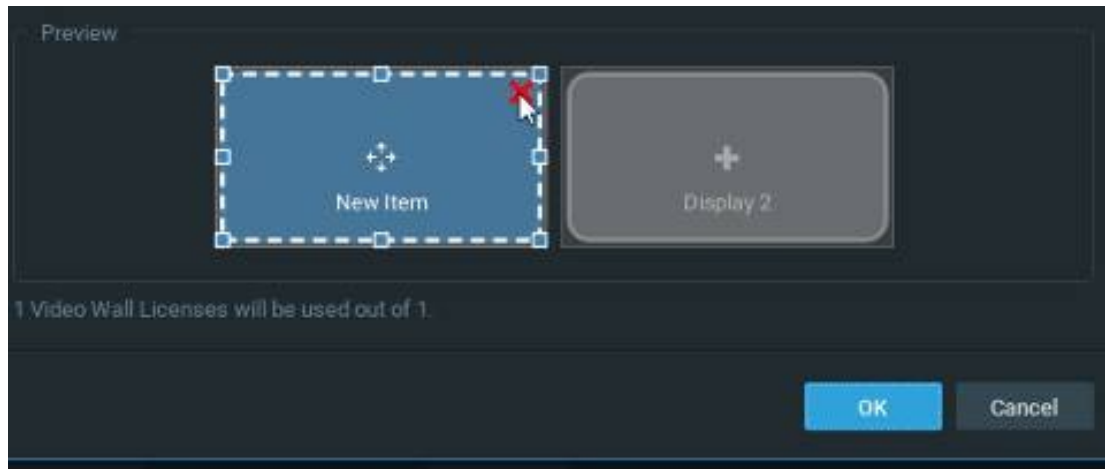 Preview
New Item
Display 2
1 Video Wall Licenses will be used out of 1.
OK
Cancel